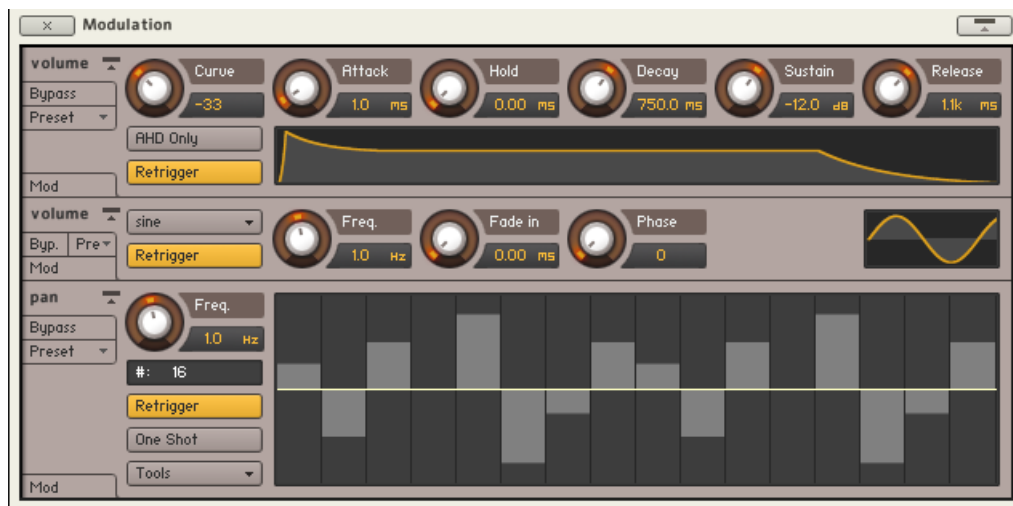 × Modulation
volume Curve Attack Hold Decay Sustain Release
Bypass -33 1.0 ms 0.00 ms 750.0 ms -12.0 dB 1.1k ms
Preset
AHD Only
Retrigger
Mod
volume sine Freq. Fade in Phase
Byp. Pre Retrigger 1.0 Hz 0.00 ms 0
Mod
pan Freq.
Bypass 1.0 Hz
Preset
#: 16
Retrigger
One Shot
Tools
Mod